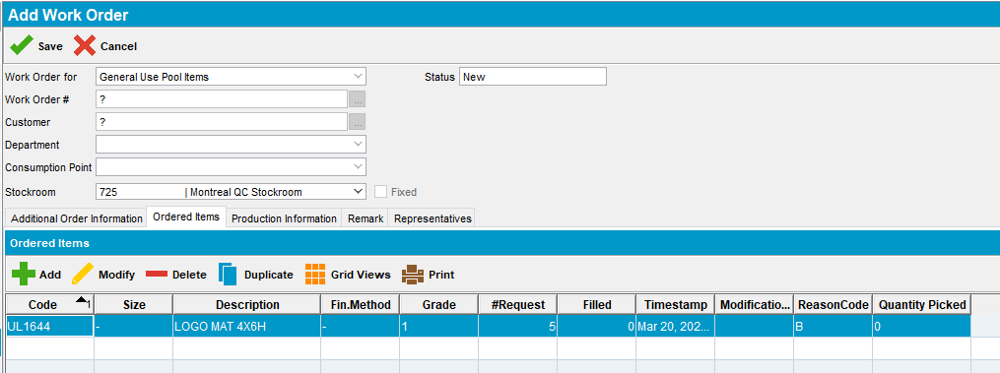 Add Work Order
Save Cancel
Work Order for General Use Pool Items Status New
Work Order # ? ...
Customer ? ...
Department
Consumption Point
Stockroom 725 | Montreal QC Stockroom Fixed
Additional Order Information Ordered Items Production Information Remark Representatives
Ordered Items
Add Modify Delete Duplicate Grid Views Print
Code 1 Size Description Fin.Method Grade #Request Filled Timestamp Modificatio... ReasonCode Quantity Picked
UL1644 - LOGO MAT 4X6H - 1 5 0 Mar 20, 202... B 0